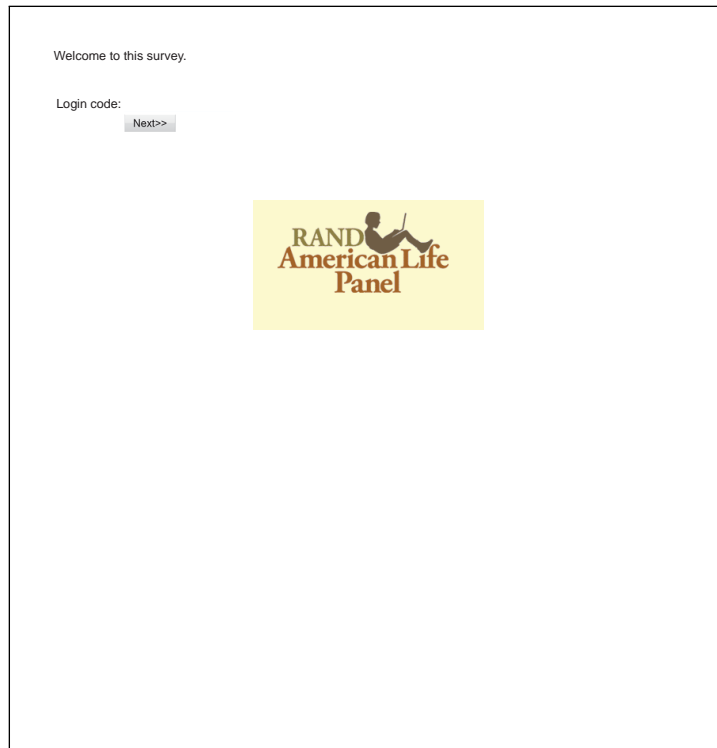 Welcome to this survey.
Login code:
Next>>
RAND
American Life
Panel